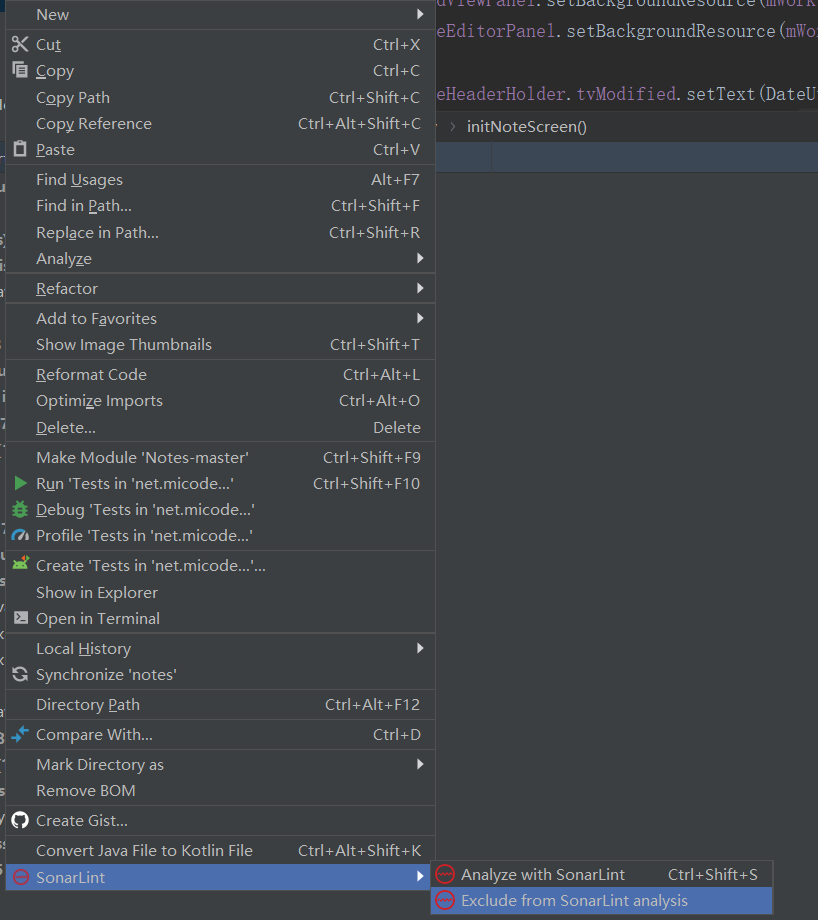 New
Cut Ctrl+X
Copy Ctrl+C
Copy Path Ctrl+Shift+C
Copy Reference Ctrl+Alt+Shift+C
Paste Ctrl+V
Find Usages Alt+F7
Find in Path... Ctrl+Shift+F
Replace in Path... Ctrl+Shift+R
Analyze
Refactor
Add to Favorites
Show Image Thumbnails Ctrl+Shift+T
Reformat Code Ctrl+Alt+L
Optimize Imports Ctrl+Alt+O
Delete... Delete
Make Module 'Notes-master' Ctrl+Shift+F9
Run 'Tests in 'net.micode...' Ctrl+Shift+F10
Debug 'Tests in 'net.micode...'
Profile 'Tests in 'net.micode...'
Create 'Tests in 'net.micode...'...
Show in Explorer
Open in Terminal
Local History
Synchronize 'notes'
Directory Path Ctrl+Alt+F12
Compare With... Ctrl+D
Mark Directory as
Remove BOM
Create Gist...
Convert Java File to Kotlin File Ctrl+Alt+Shift+K
SonarLint
Analyze with SonarLint Ctrl+Shift+S
Exclude from SonarLint analysis
dViewPanel.setBackgroundResource(mWork
eEditorPanel.setBackgroundResource(mWor
eHeaderHolder.tvModified.setText(DateU
› initNoteScreen()